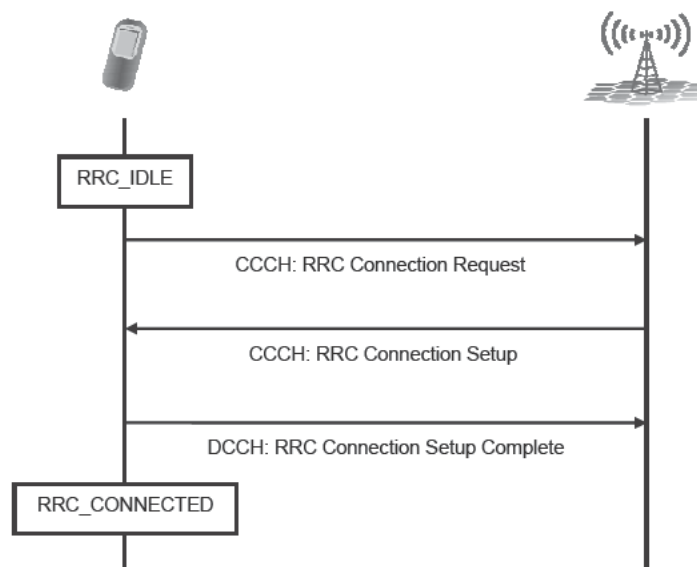 RRC_IDLE
CCCH: RRC Connection Request
CCCH: RRC Connection Setup
DCCH: RRC Connection Setup Complete
RRC_CONNECTED